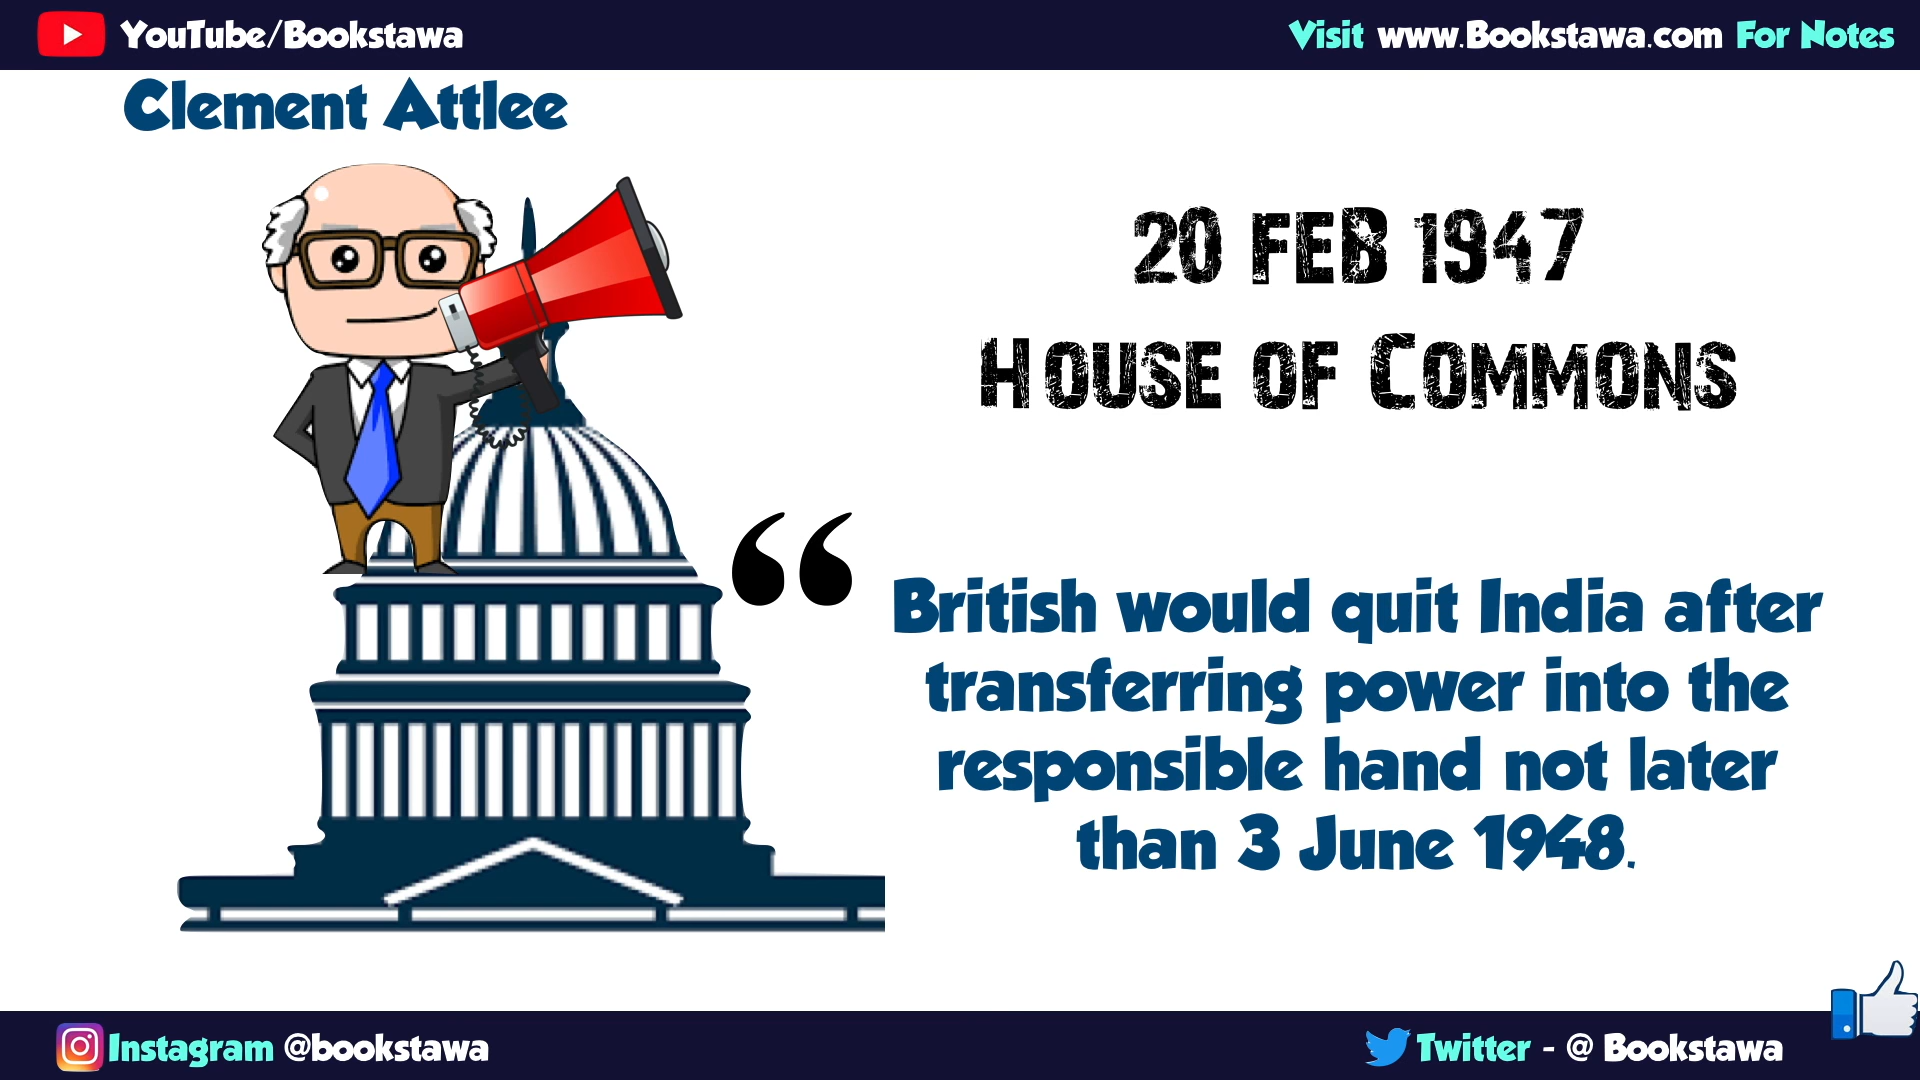 YouTube/Bookstawa
Visit www.Bookstawa.com For Notes
Clement Attlee
20 FEB 1947
House of Commons
“
British would quit India after
transferring power into the
responsible hand not later
than 3 June 1948.
Instagram @bookstawa
Twitter - @ Bookstawa